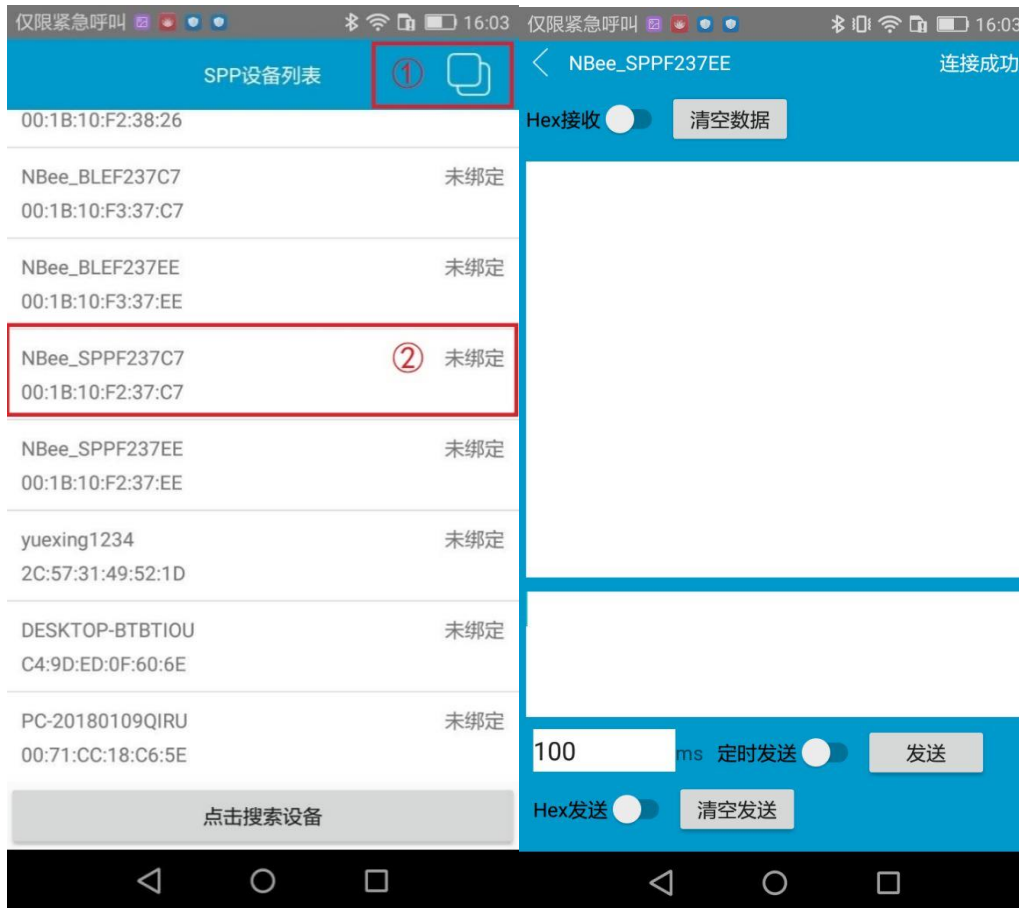 仅限紧急呼叫 16:03
SPP设备列表 ①
00:1B:10:F2:38:26
NBee_BLEF237C7 未绑定
00:1B:10:F3:37:C7
NBee_BLEF237EE 未绑定
00:1B:10:F3:37:EE
NBee_SPPF237C7 ② 未绑定
00:1B:10:F2:37:C7
NBee_SPPF237EE 未绑定
00:1B:10:F2:37:EE
yuexing1234 未绑定
2C:57:31:49:52:1D
DESKTOP-BTBTIOU 未绑定
C4:9D:ED:0F:60:6E
PC-20180109QIRU 未绑定
00:71:CC:18:C6:5E
点击搜索设备
仅限紧急呼叫 16:03
NBee_SPPF237EE 连接成功
Hex接收 清空数据
100 ms 定时发送 发送
Hex发送 清空发送